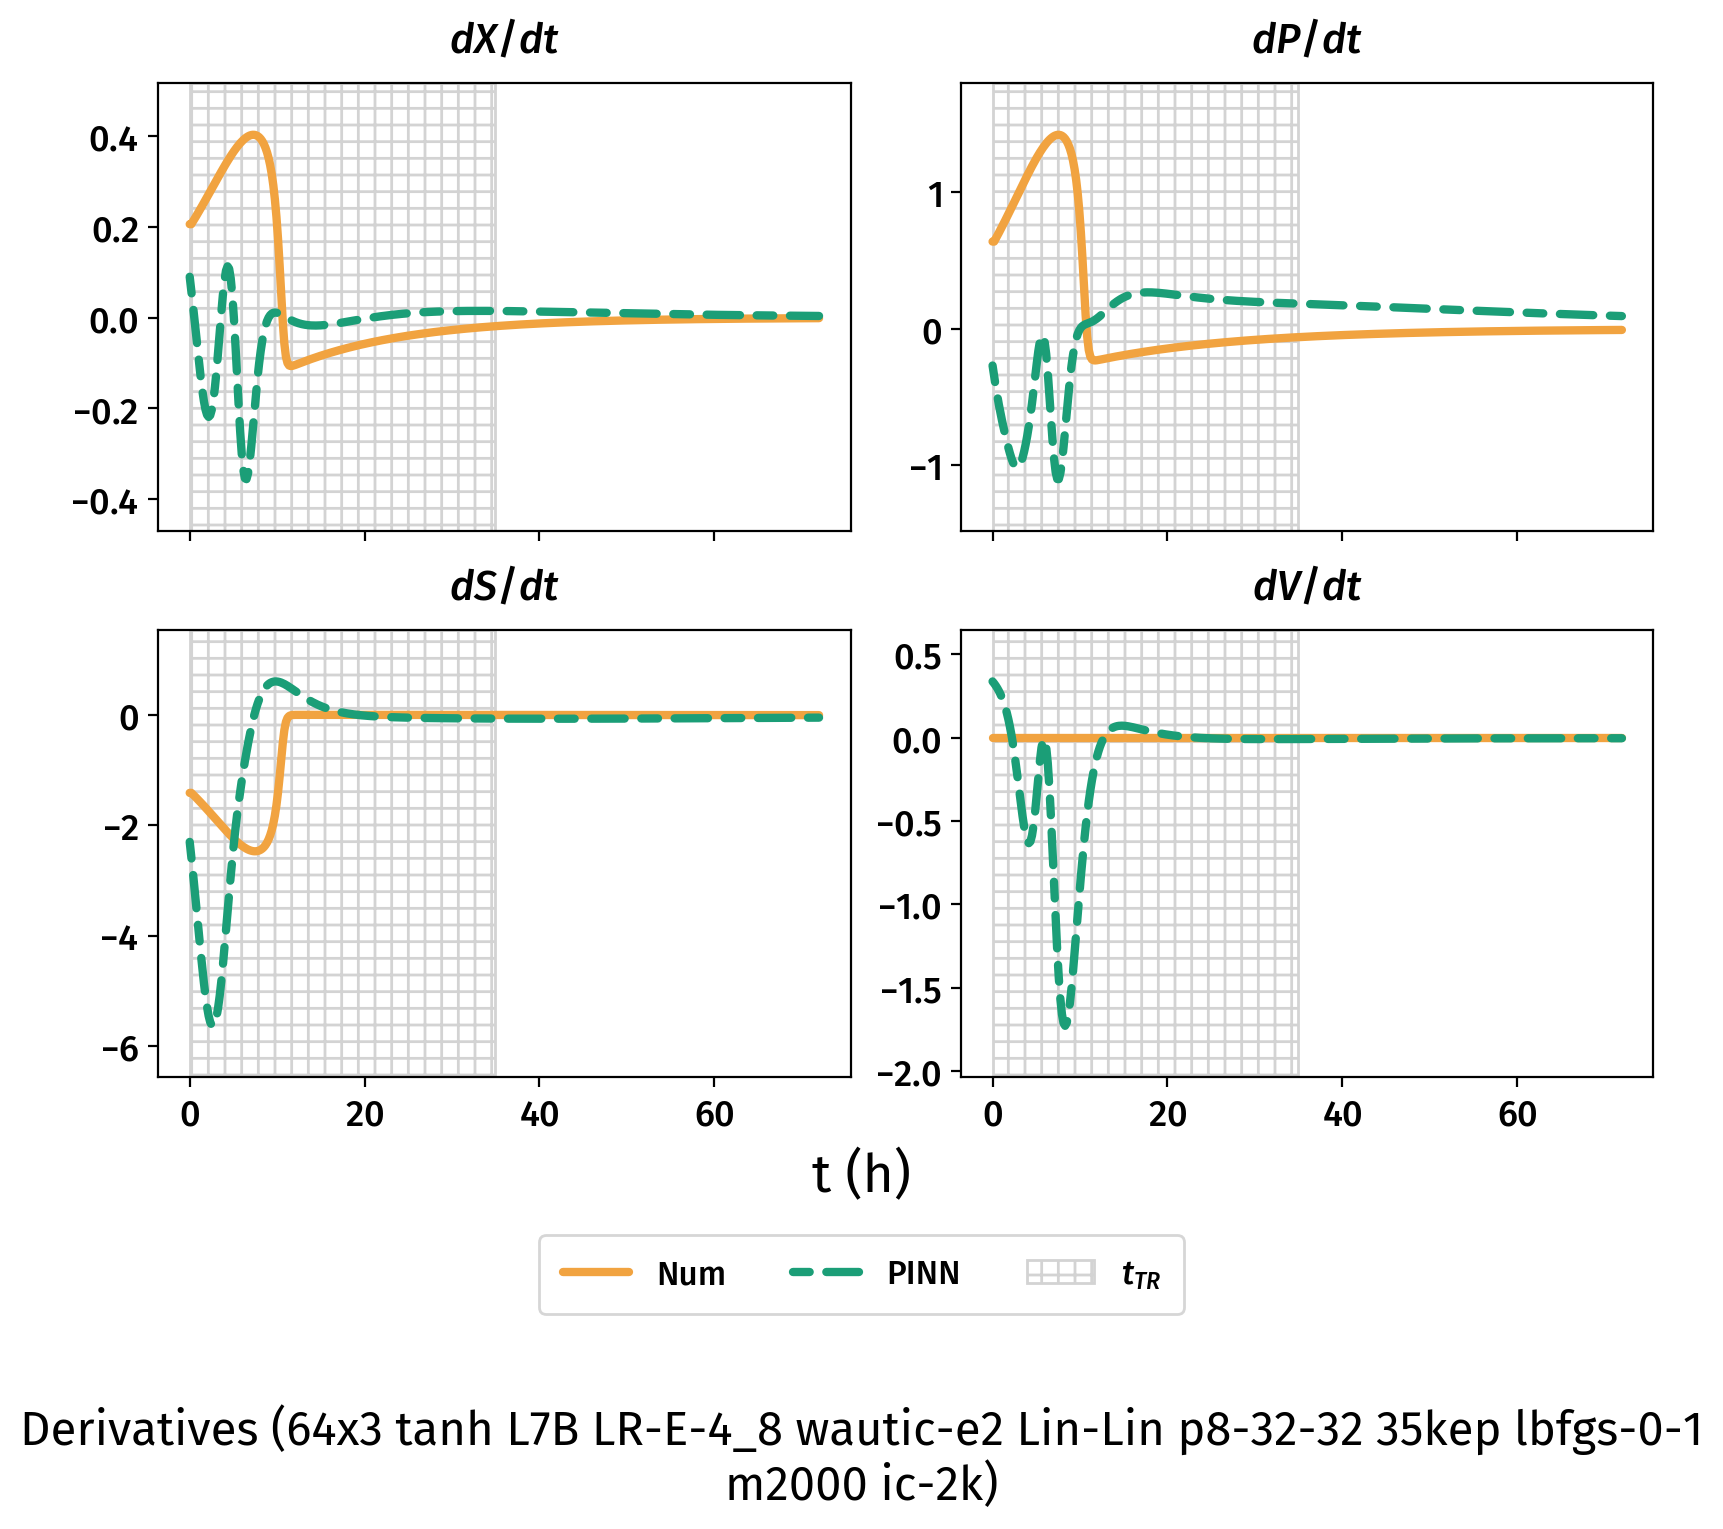 dX/dt
dP/dt
0.4
0.2
0.0
−0.2
−0.4
1
0
−1
dS/dt
dV/dt
0
−2
−4
−6
0.5
0.0
−0.5
−1.0
−1.5
−2.0
0 20 40 60
0 20 40 60
t (h)
Num PINN t_TR
Derivatives (64x3 tanh L7B LR-E-4_8 wautic-e2 Lin-Lin p8-32-32 35kep lbfgs-0-1
m2000 ic-2k)